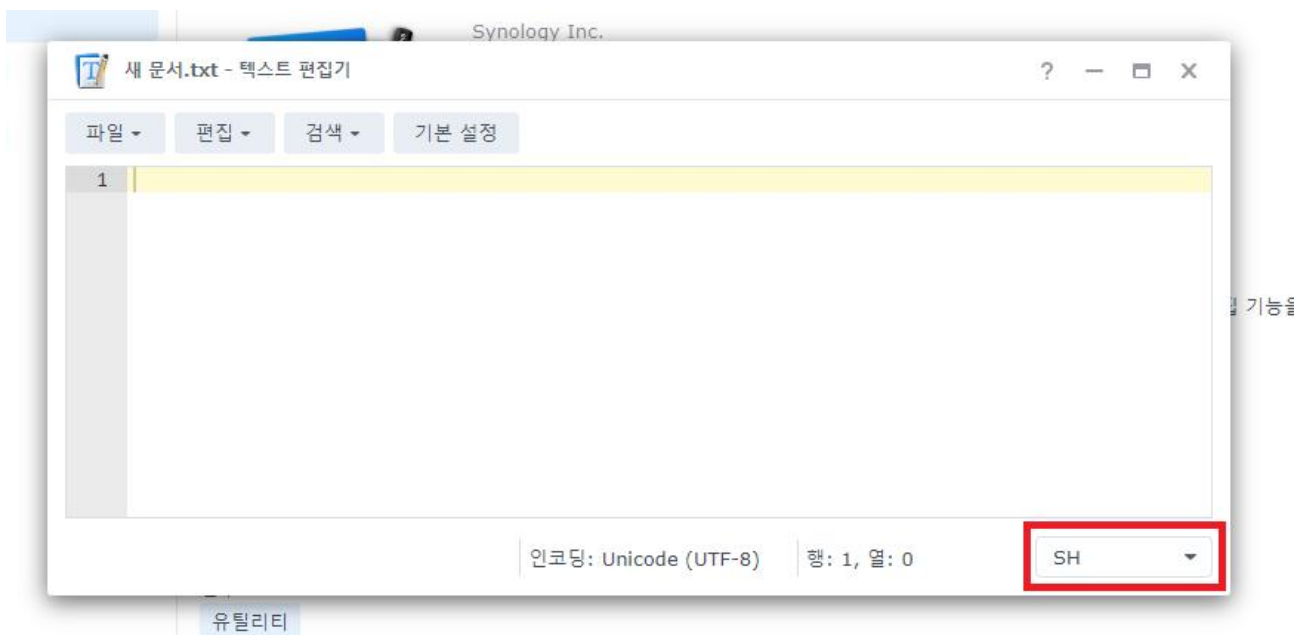 Synology Inc.
새 문서.txt - 텍스트 편집기
파일
편집
검색
기본 설정
1
기능을
인코딩: Unicode (UTF-8)
행: 1, 열: 0
SH
유틸리티